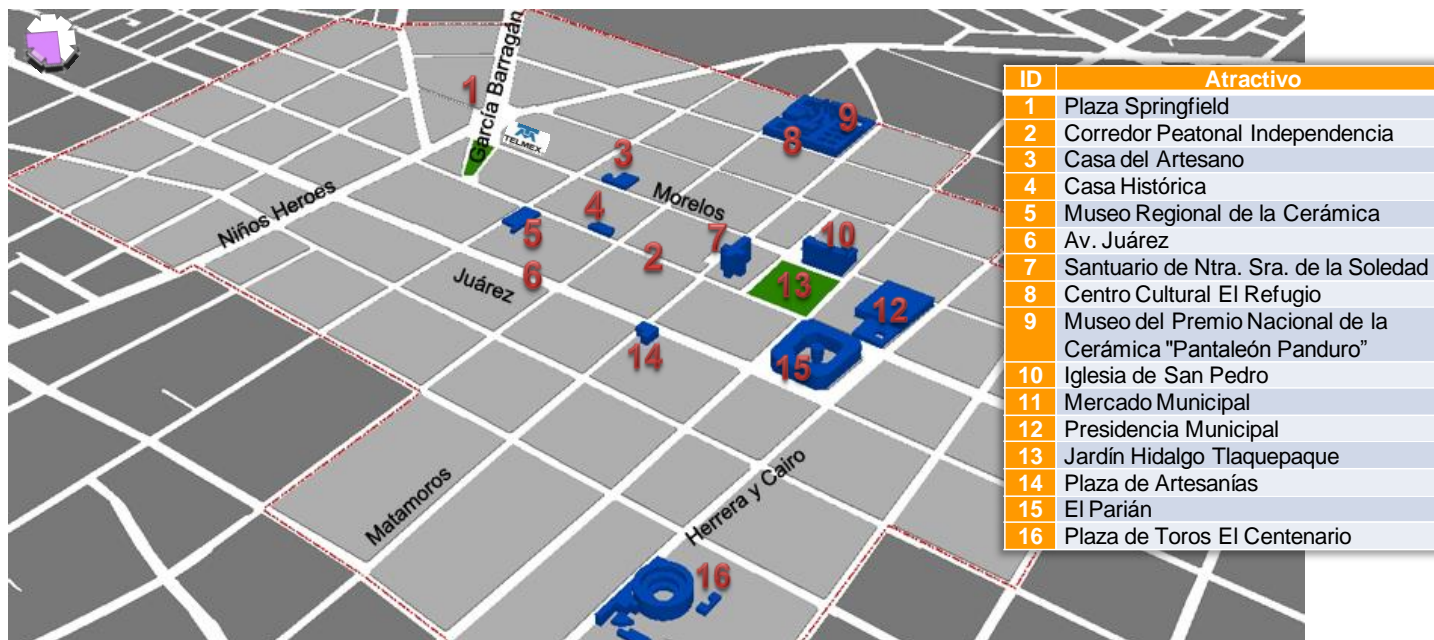 García Barragán
1
TELMEX
9
8
3
Morelos
Niños Heroes
4
5
7
10
2
Juárez
6
13
12
14
15
Matamoros
Herrera y Cairo
16
ID Atractivo
1 Plaza Springfield
2 Corredor Peatonal Independencia
3 Casa del Artesano
4 Casa Histórica
5 Museo Regional de la Cerámica
6 Av. Juárez
7 Santuario de Ntra. Sra. de la Soledad
8 Centro Cultural El Refugio
9 Museo del Premio Nacional de la
Cerámica "Pantaleón Panduro”
10 Iglesia de San Pedro
11 Mercado Municipal
12 Presidencia Municipal
13 Jardín Hidalgo Tlaquepaque
14 Plaza de Artesanías
15 El Parián
16 Plaza de Toros El Centenario